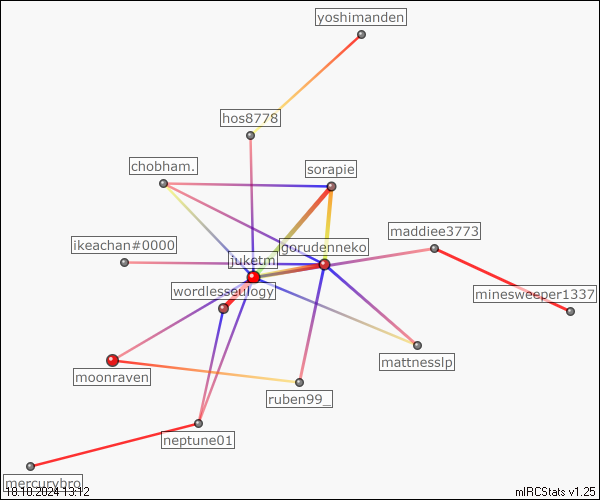 yoshimanden
hos8778
chobham.
sorapie
maddiee3773
ikeachan#0000
juketm
gorudenneko
wordlesseulogy
minesweeper1337
mattnesslp
moonraven
ruben99_
neptune01
mercurybro
10.10.2024 13:12
mIRCStats v1.25